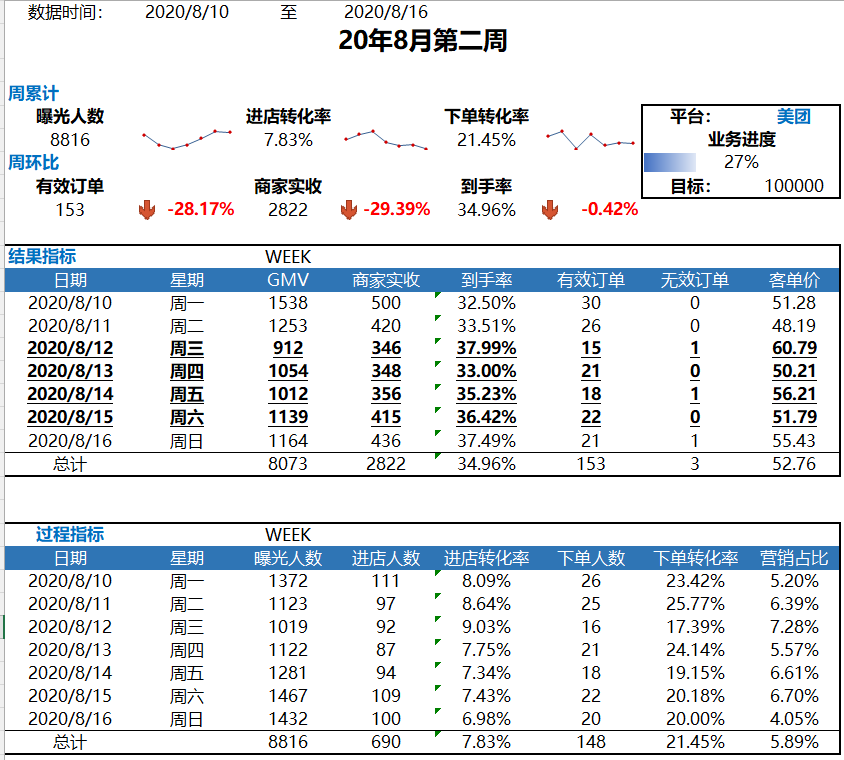 数据时间： 2020/8/10 至 2020/8/16
20年8月第二周
周累计
曝光人数 进店转化率 下单转化率
8816 7.83% 21.45%
平台： 美团
业务进度
27%
目标： 100000
周环比
有效订单 商家实收 到手率
153 -28.17% 2822 -29.39% 34.96% -0.42%
结果指标 WEEK
日期 星期 GMV 商家实收 到手率 有效订单 无效订单 客单价
2020/8/10 周一 1538 500 32.50% 30 0 51.28
2020/8/11 周二 1253 420 33.51% 26 0 48.19
2020/8/12 周三 912 346 37.99% 15 1 60.79
2020/8/13 周四 1054 348 33.00% 21 0 50.21
2020/8/14 周五 1012 356 35.23% 18 1 56.21
2020/8/15 周六 1139 415 36.42% 22 0 51.79
2020/8/16 周日 1164 436 37.49% 21 1 55.43
总计 8073 2822 34.96% 153 3 52.76
过程指标 WEEK
日期 星期 曝光人数 进店人数 进店转化率 下单人数 下单转化率 营销占比
2020/8/10 周一 1372 111 8.09% 26 23.42% 5.20%
2020/8/11 周二 1123 97 8.64% 25 25.77% 6.39%
2020/8/12 周三 1019 92 9.03% 16 17.39% 7.28%
2020/8/13 周四 1122 87 7.75% 21 24.14% 5.57%
2020/8/14 周五 1281 94 7.34% 18 19.15% 6.61%
2020/8/15 周六 1467 109 7.43% 22 20.18% 6.70%
2020/8/16 周日 1432 100 6.98% 20 20.00% 4.05%
总计 8816 690 7.83% 148 21.45% 5.89%